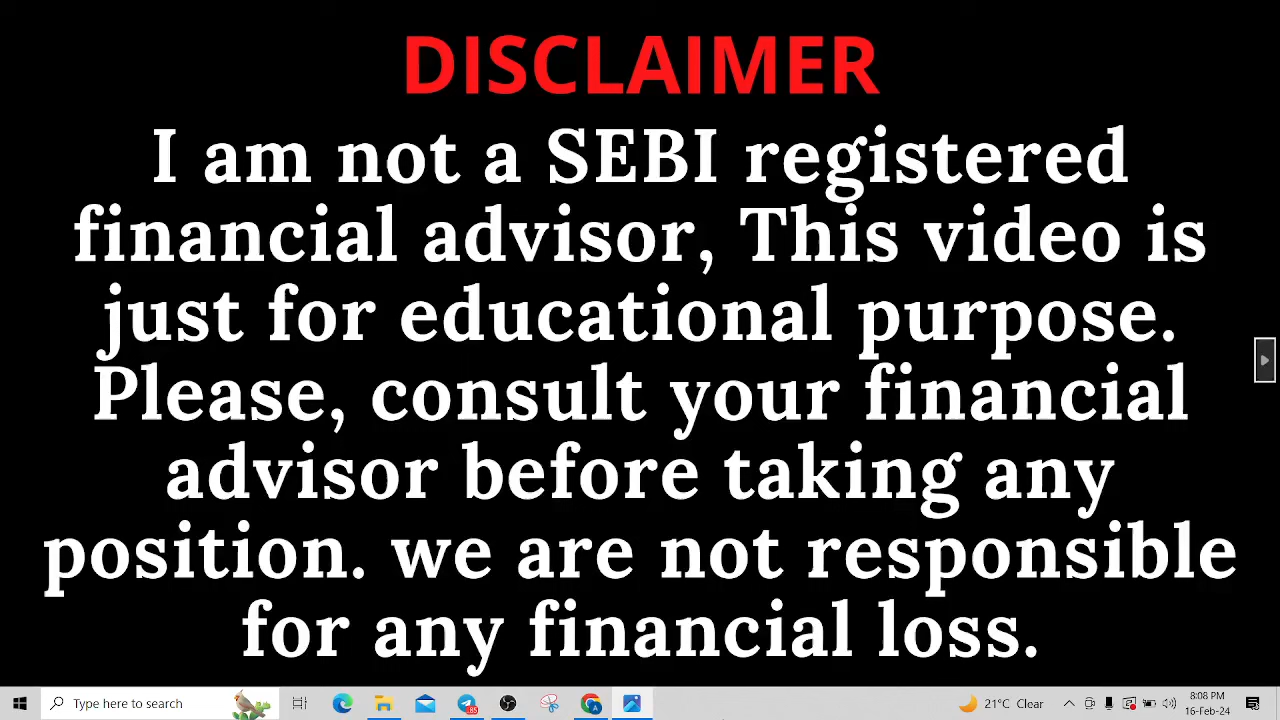 DISCLAIMER
I am not a SEBI registered
financial advisor, This video is
just for educational purpose.
Please, consult your financial
advisor before taking any
position. we are not responsible
for any financial loss.
Type here to search
185
A
21°C Clear
8:08 PM
16-Feb-24